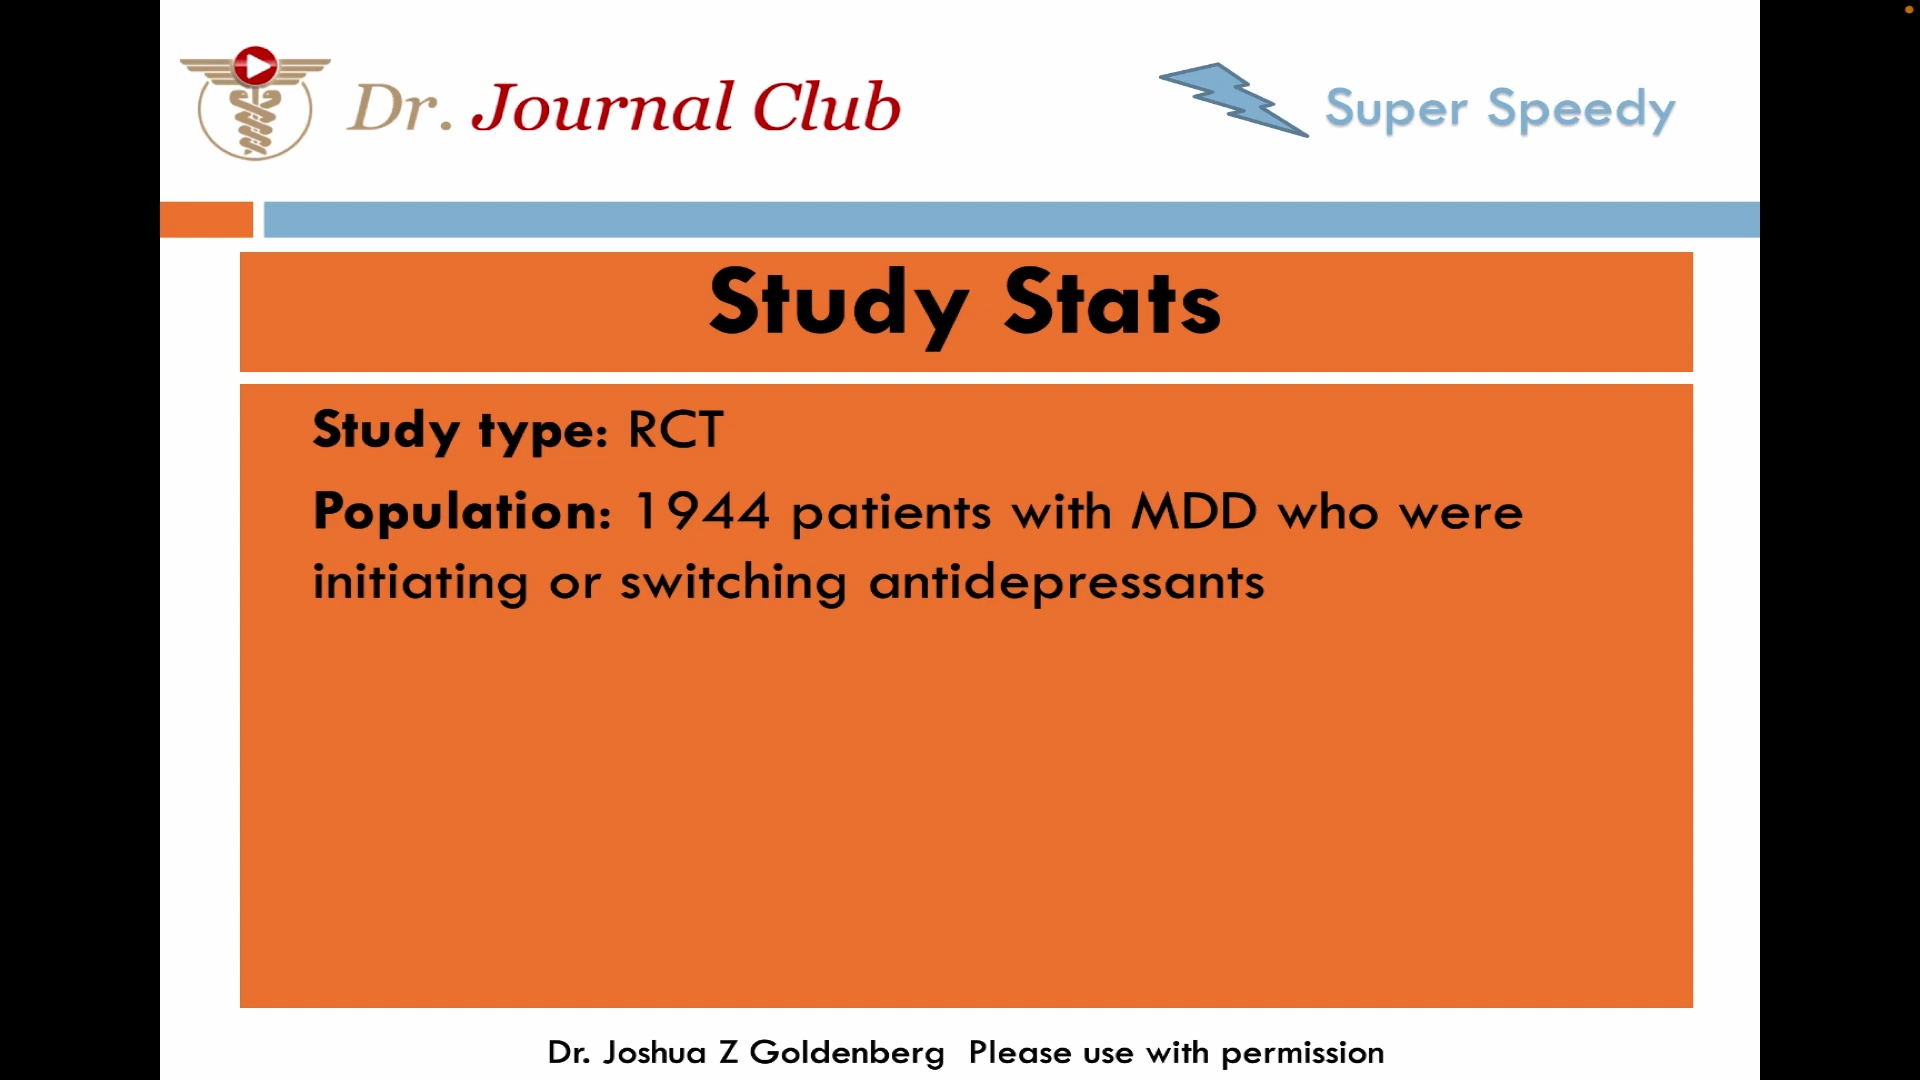 Dr. Journal Club
Super Speedy
Study Stats
Study type: RCT
Population: 1944 patients with MDD who were
initiating or switching antidepressants
Dr. Joshua Z Goldenberg  Please use with permission